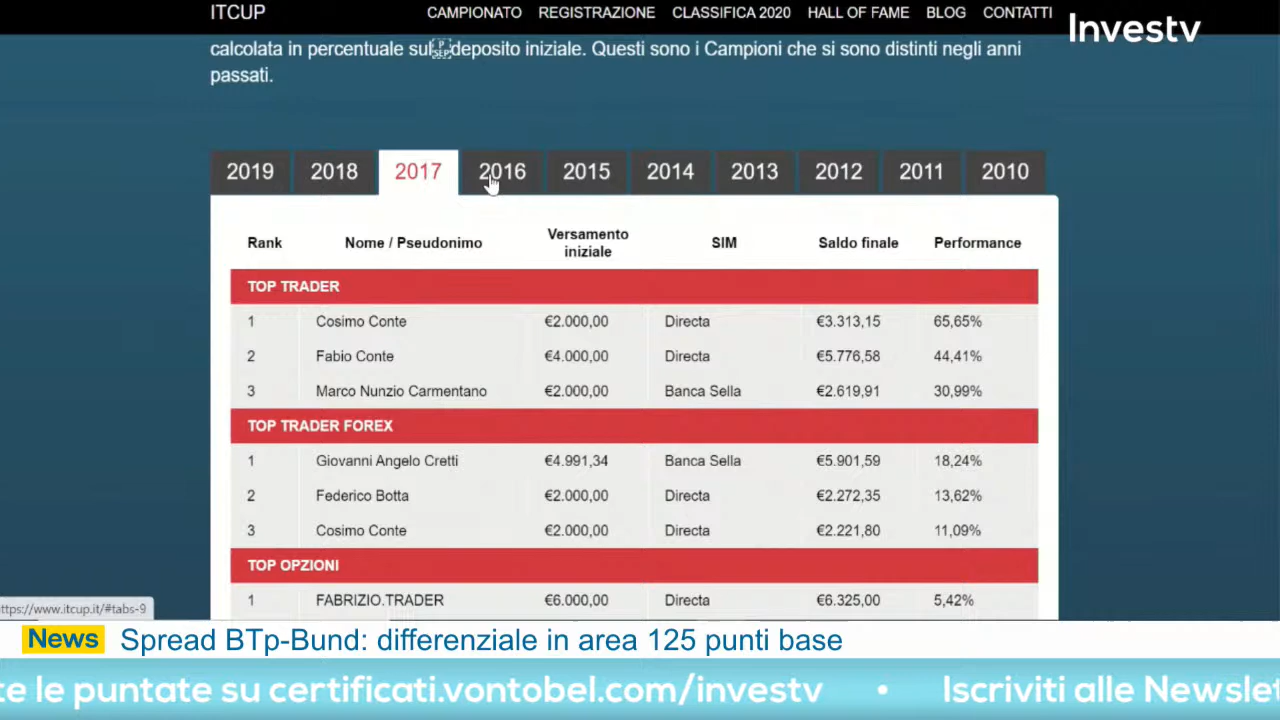 ITCUP CAMPIONATO REGISTRAZIONE CLASSIFICA 2020 HALL OF FAME BLOG CONTATTI
Investv
calcolata in percentuale sul deposito iniziale. Questi sono i Campioni che si sono distinti negli anni
passati.
2019 2018 2017 2016 2015 2014 2013 2012 2011 2010
Rank Nome / Pseudonimo Versamento iniziale SIM Saldo finale Performance
TOP TRADER
1 Cosimo Conte €2.000,00 Directa €3.313,15 65,65%
2 Fabio Conte €4.000,00 Directa €5.776,58 44,41%
3 Marco Nunzio Carmentano €2.000,00 Banca Sella €2.619,91 30,99%
TOP TRADER FOREX
1 Giovanni Angelo Cretti €4.991,34 Banca Sella €5.901,59 18,24%
2 Federico Botta €2.000,00 Directa €2.272,35 13,62%
3 Cosimo Conte €2.000,00 Directa €2.221,80 11,09%
TOP OPZIONI
1 FABRIZIO.TRADER €6.000,00 Directa €6.325,00 5,42%
ttps://www.itcup.it/#tabs-9
News Spread BTp-Bund: differenziale in area 125 punti base
te le puntate su certificati.vontobel.com/investv • Iscriviti alle Newslet